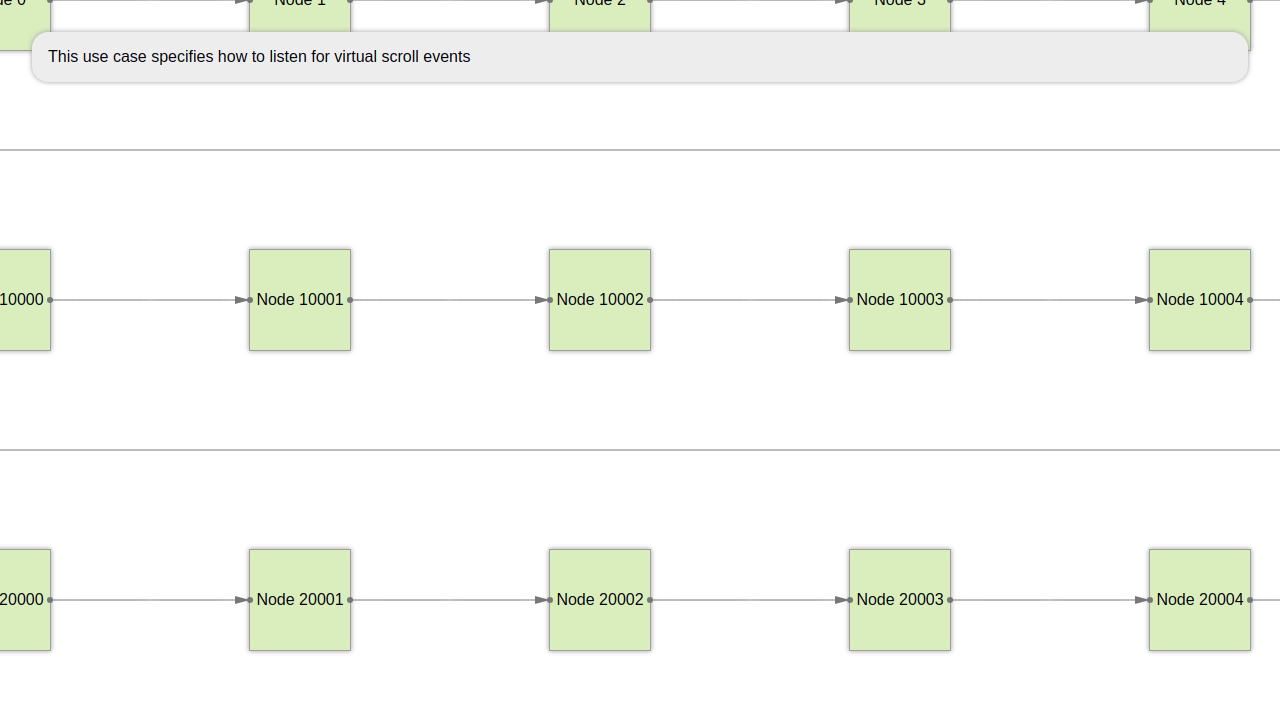 Node 1
Node 2
Node 3
Node 4
This use case specifies how to listen for virtual scroll events
10000
Node 10001
Node 10002
Node 10003
Node 10004
20000
Node 20001
Node 20002
Node 20003
Node 20004